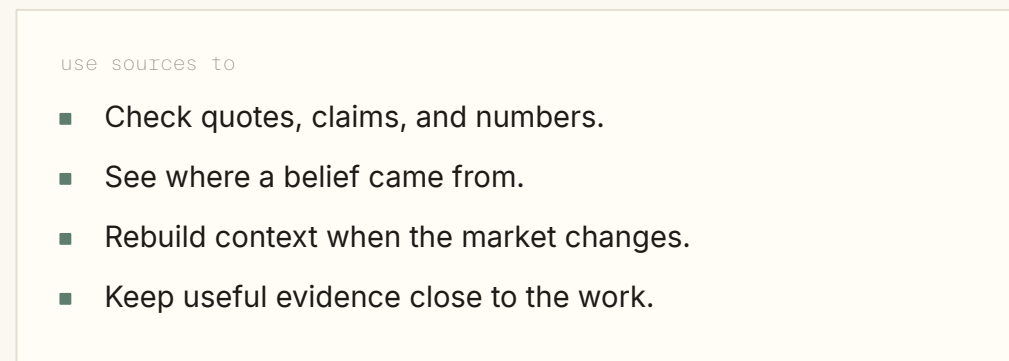 use sources to
Check quotes, claims, and numbers.
See where a belief came from.
Rebuild context when the market changes.
Keep useful evidence close to the work.